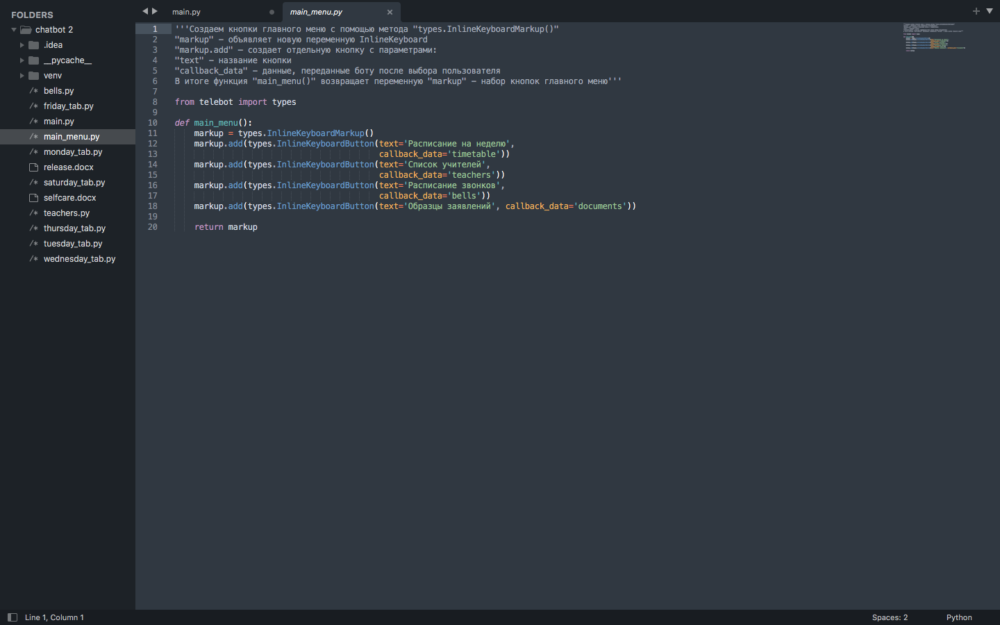 FOLDERS
chatbot 2
.idea
__pycache__
venv
/* bells.py
/* friday_tab.py
/* main.py
/* main_menu.py
/* monday_tab.py
release.docx
/* saturday_tab.py
selfcare.docx
/* teachers.py
/* thursday_tab.py
/* tuesday_tab.py
/* wednesday_tab.py
main.py
main_menu.py
1 '''Создаем кнопки главного меню с помощью метода "types.InlineKeyboardMarkup()"
2 "markup" – объявляет новую переменную InlineKeyboard
3 "markup.add" – создает отдельную кнопку с параметрами:
4 "text" – название кнопки
5 "callback_data" – данные, переданные боту после выбора пользователя
6 В итоге функция "main_menu()" возвращает переменную "markup" – набор кнопок главного меню'''
7
8 from telebot import types
9
10 def main_menu():
11     markup = types.InlineKeyboardMarkup()
12     markup.add(types.InlineKeyboardButton(text='Расписание на неделю',
13                                           callback_data='timetable'))
14     markup.add(types.InlineKeyboardButton(text='Список учителей',
15                                           callback_data='teachers'))
16     markup.add(types.InlineKeyboardButton(text='Расписание звонков',
17                                           callback_data='bells'))
18     markup.add(types.InlineKeyboardButton(text='Образцы заявлений', callback_data='documents'))
19
20     return markup
Line 1, Column 1
Spaces: 2
Python